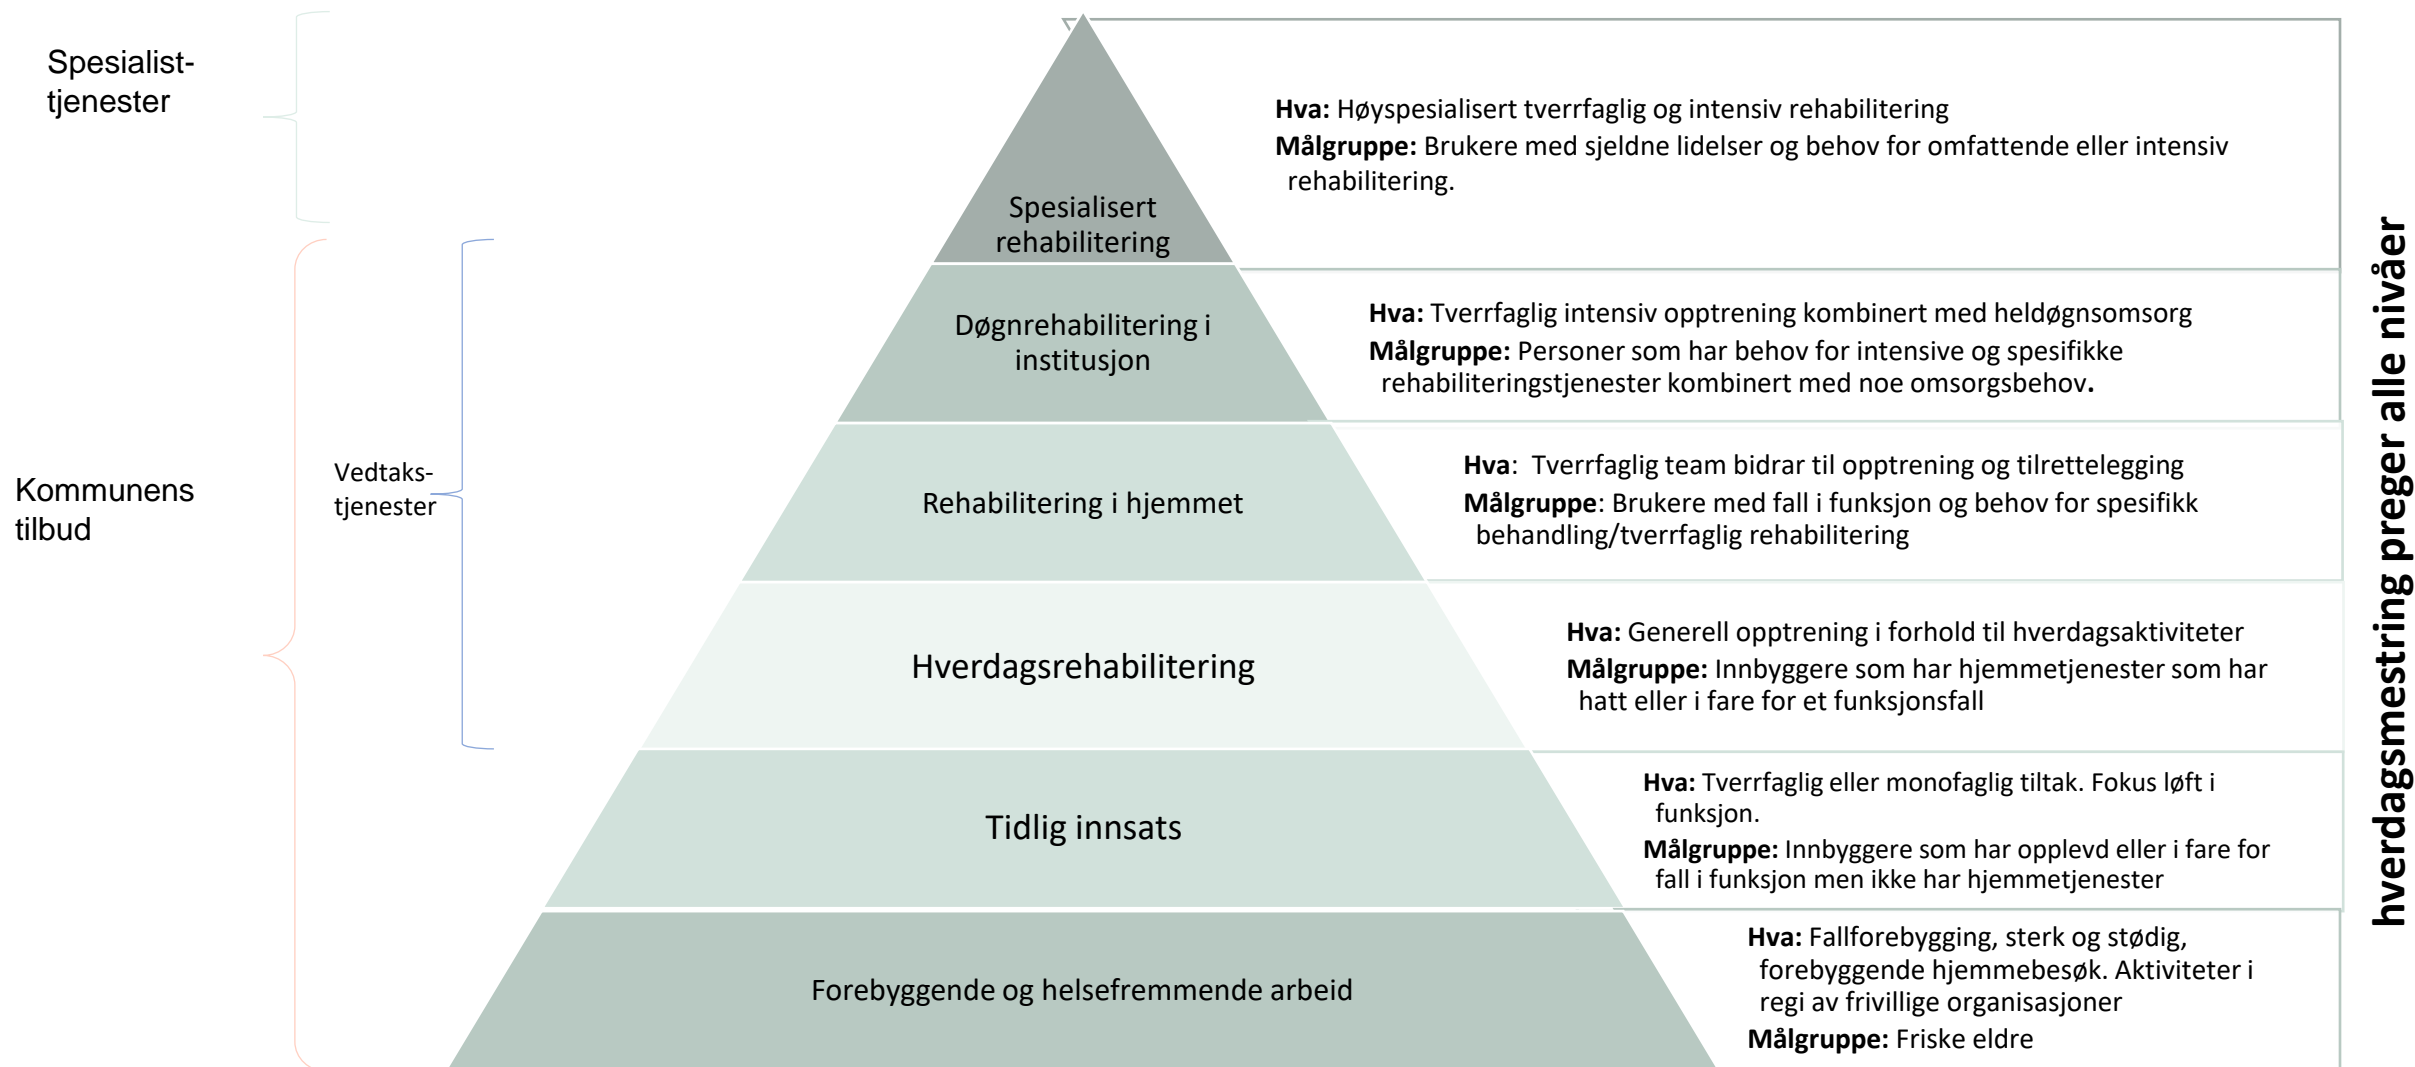 Spesialist-
tjenester
Hva: Høyspesialisert tverrfaglig og intensiv rehabilitering
Målgruppe: Brukere med sjeldne lidelser og behov for omfattende eller intensiv
rehabilitering.
Spesialisert
rehabilitering
Døgnrehabilitering i
institusjon
Hva: Tverrfaglig intensiv opptrening kombinert med heldøgnsomsorg
Målgruppe: Personer som har behov for intensive og spesifikke
rehabiliteringstjenester kombinert med noe omsorgsbehov.
Kommunens
tilbud
Vedtaks-
tjenester
Rehabilitering i hjemmet
Hva: Tverrfaglig team bidrar til opptrening og tilrettelegging
Målgruppe: Brukere med fall i funksjon og behov for spesifikk
behandling/tverrfaglig rehabilitering
Hverdagsrehabilitering
Hva: Generell opptrening i forhold til hverdagsaktiviteter
Målgruppe: Innbyggere som har hjemmetjenester som har
hatt eller i fare for et funksjonsfall
Tidlig innsats
Hva: Tverrfaglig eller monofaglig tiltak. Fokus løft i
funksjon.
Målgruppe: Innbyggere som har opplevd eller i fare for
fall i funksjon men ikke har hjemmetjenester
Forebyggende og helsefremmende arbeid
Hva: Fallforebygging, sterk og stødig,
forebyggende hjemmebesøk. Aktiviteter i
regi av frivillige organisasjoner
Målgruppe: Friske eldre
hverdagsmestring preger alle nivåer